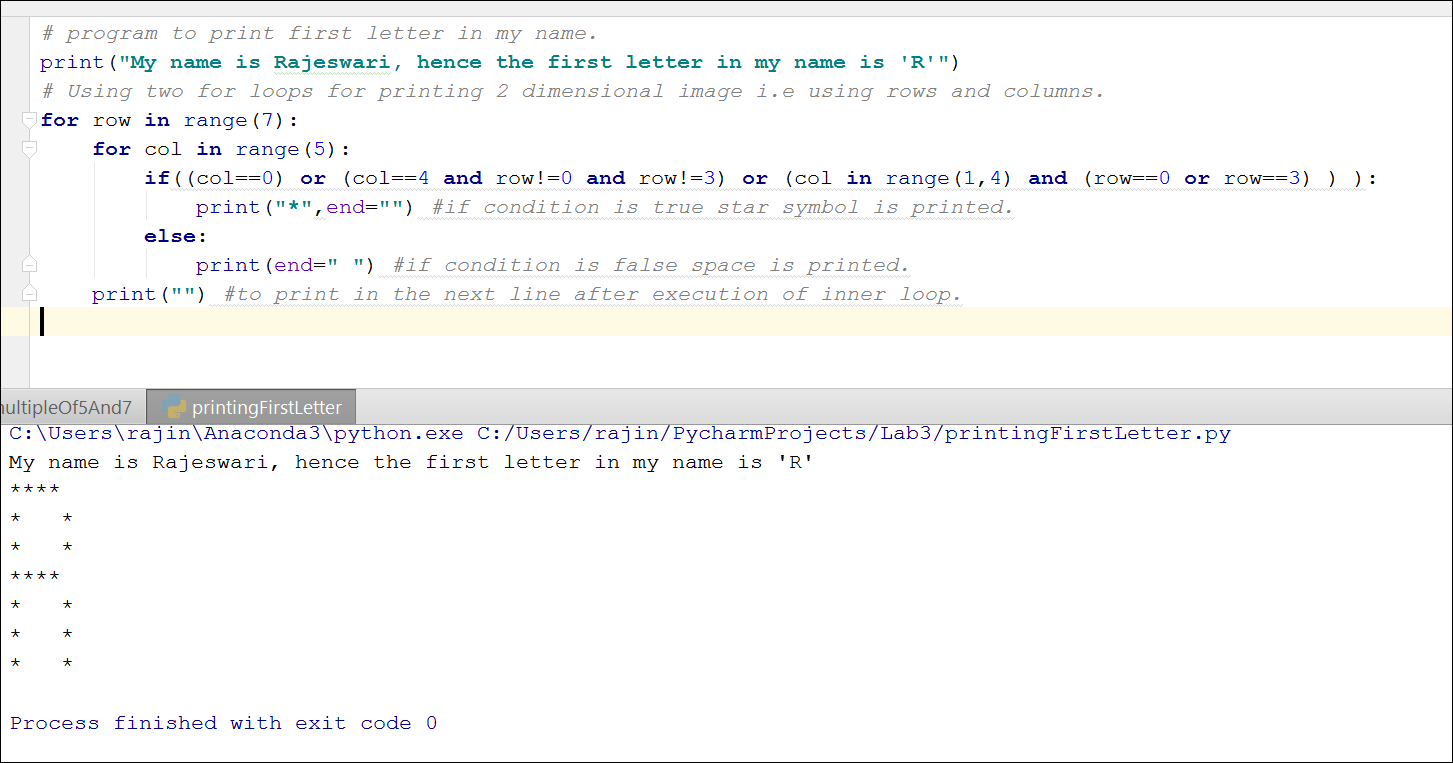 # program to print first letter in my name.
print("My name is Rajeswari, hence the first letter in my name is 'R'")
# Using two for loops for printing 2 dimensional image i.e using rows and columns.
for row in range(7):
    for col in range(5):
        if((col==0) or (col==4 and row!=0 and row!=3) or (col in range(1,4) and (row==0 or row==3) ) ):
            print("*",end="") #if condition is true star symbol is printed.
        else:
            print(end=" ") #if condition is false space is printed.
    print("") #to print in the next line after execution of inner loop.
ultipleOf5And7 printingFirstLetter
C:\Users\rajin\Anaconda3\python.exe C:/Users/rajin/PycharmProjects/Lab3/printingFirstLetter.py
My name is Rajeswari, hence the first letter in my name is 'R'
****
*   *
*   *
****
*   *
*   *
*   *
Process finished with exit code 0